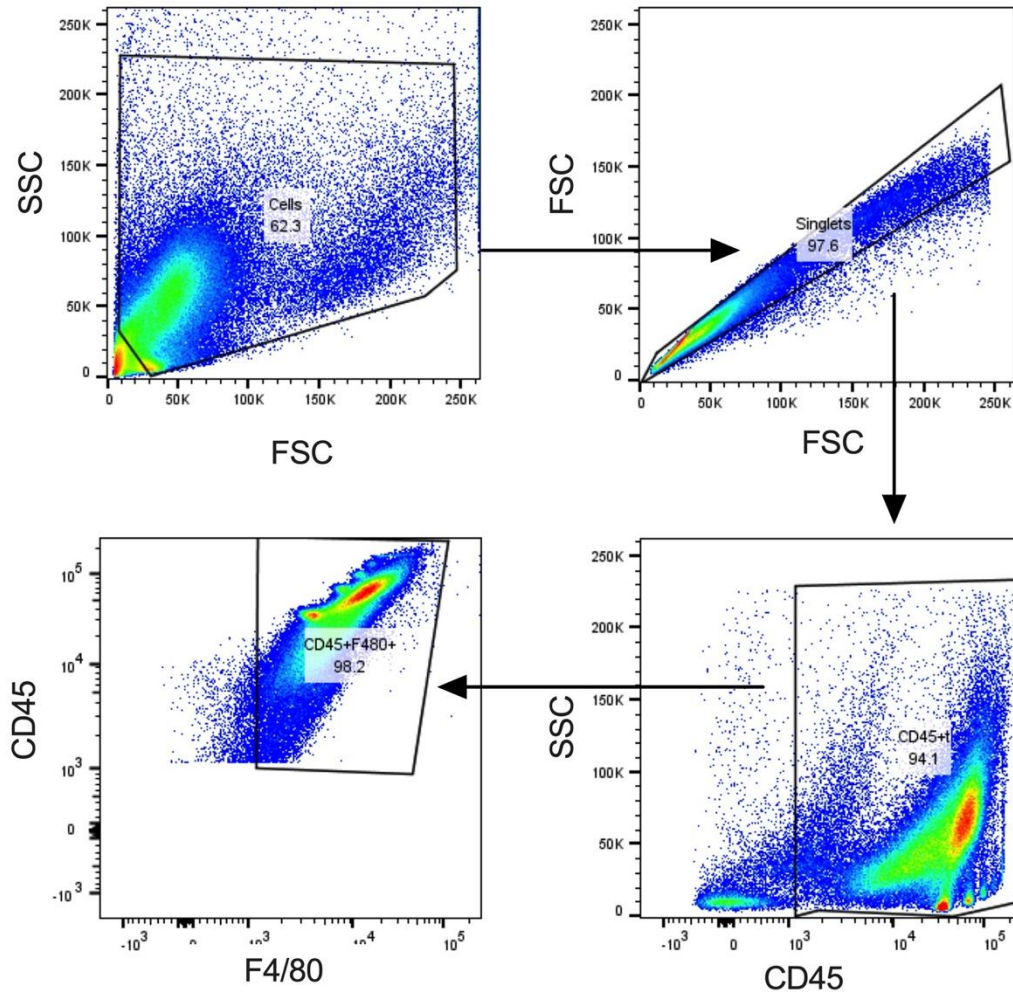 250K
200K
150K
100K
50K
0
SSC
Cells
62.3
0 50K 100K 150K 200K 250K
FSC
250K
200K
150K
100K
50K
0
FSC
Singlets
97.6
0 50K 100K 150K 200K 250K
FSC
10 5
10 4
10 3
0
-10 3
CD45
CD45+F480+
98.2
-10 3 0 10 3 10 4 10 5
F4/80
250K
200K
150K
100K
50K
0
SSC
CD45+t
94.1
-10 3 0 10 3 10 4 10 5
CD45